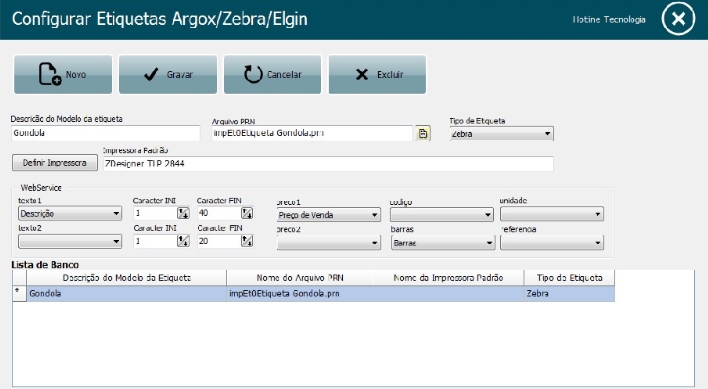 Configurar Etiquetas Argox/Zebra/Elgin
Hotine Tecnologia
Novo
Gravar
Cancelar
Excluir
Descrição do Modelo da etiqueta
Arquivo PRN
Tipo de Etiqueta
Gondola
impEt0Etiqueta Gondola.prn
Zebra
Impressora Padrão
Definir Impressora
ZDesigner TLP 2844
WebService
texto1
Caracter INI
Caracter FIN
preco1
codigo
unidade
Descrição
1
40
Preço de Venda
texto2
Caracter INI
Caracter FIN
preco2
barras
referencia
1
20
Barras
Lista de Banco
Descrição do Modelo da Etiqueta
Nome do Arquivo PRN
Nome da Impressora Padrão
Tipo de Etiqueta
* Gondola
impEt0Etiqueta Gondola.prn
Zebra